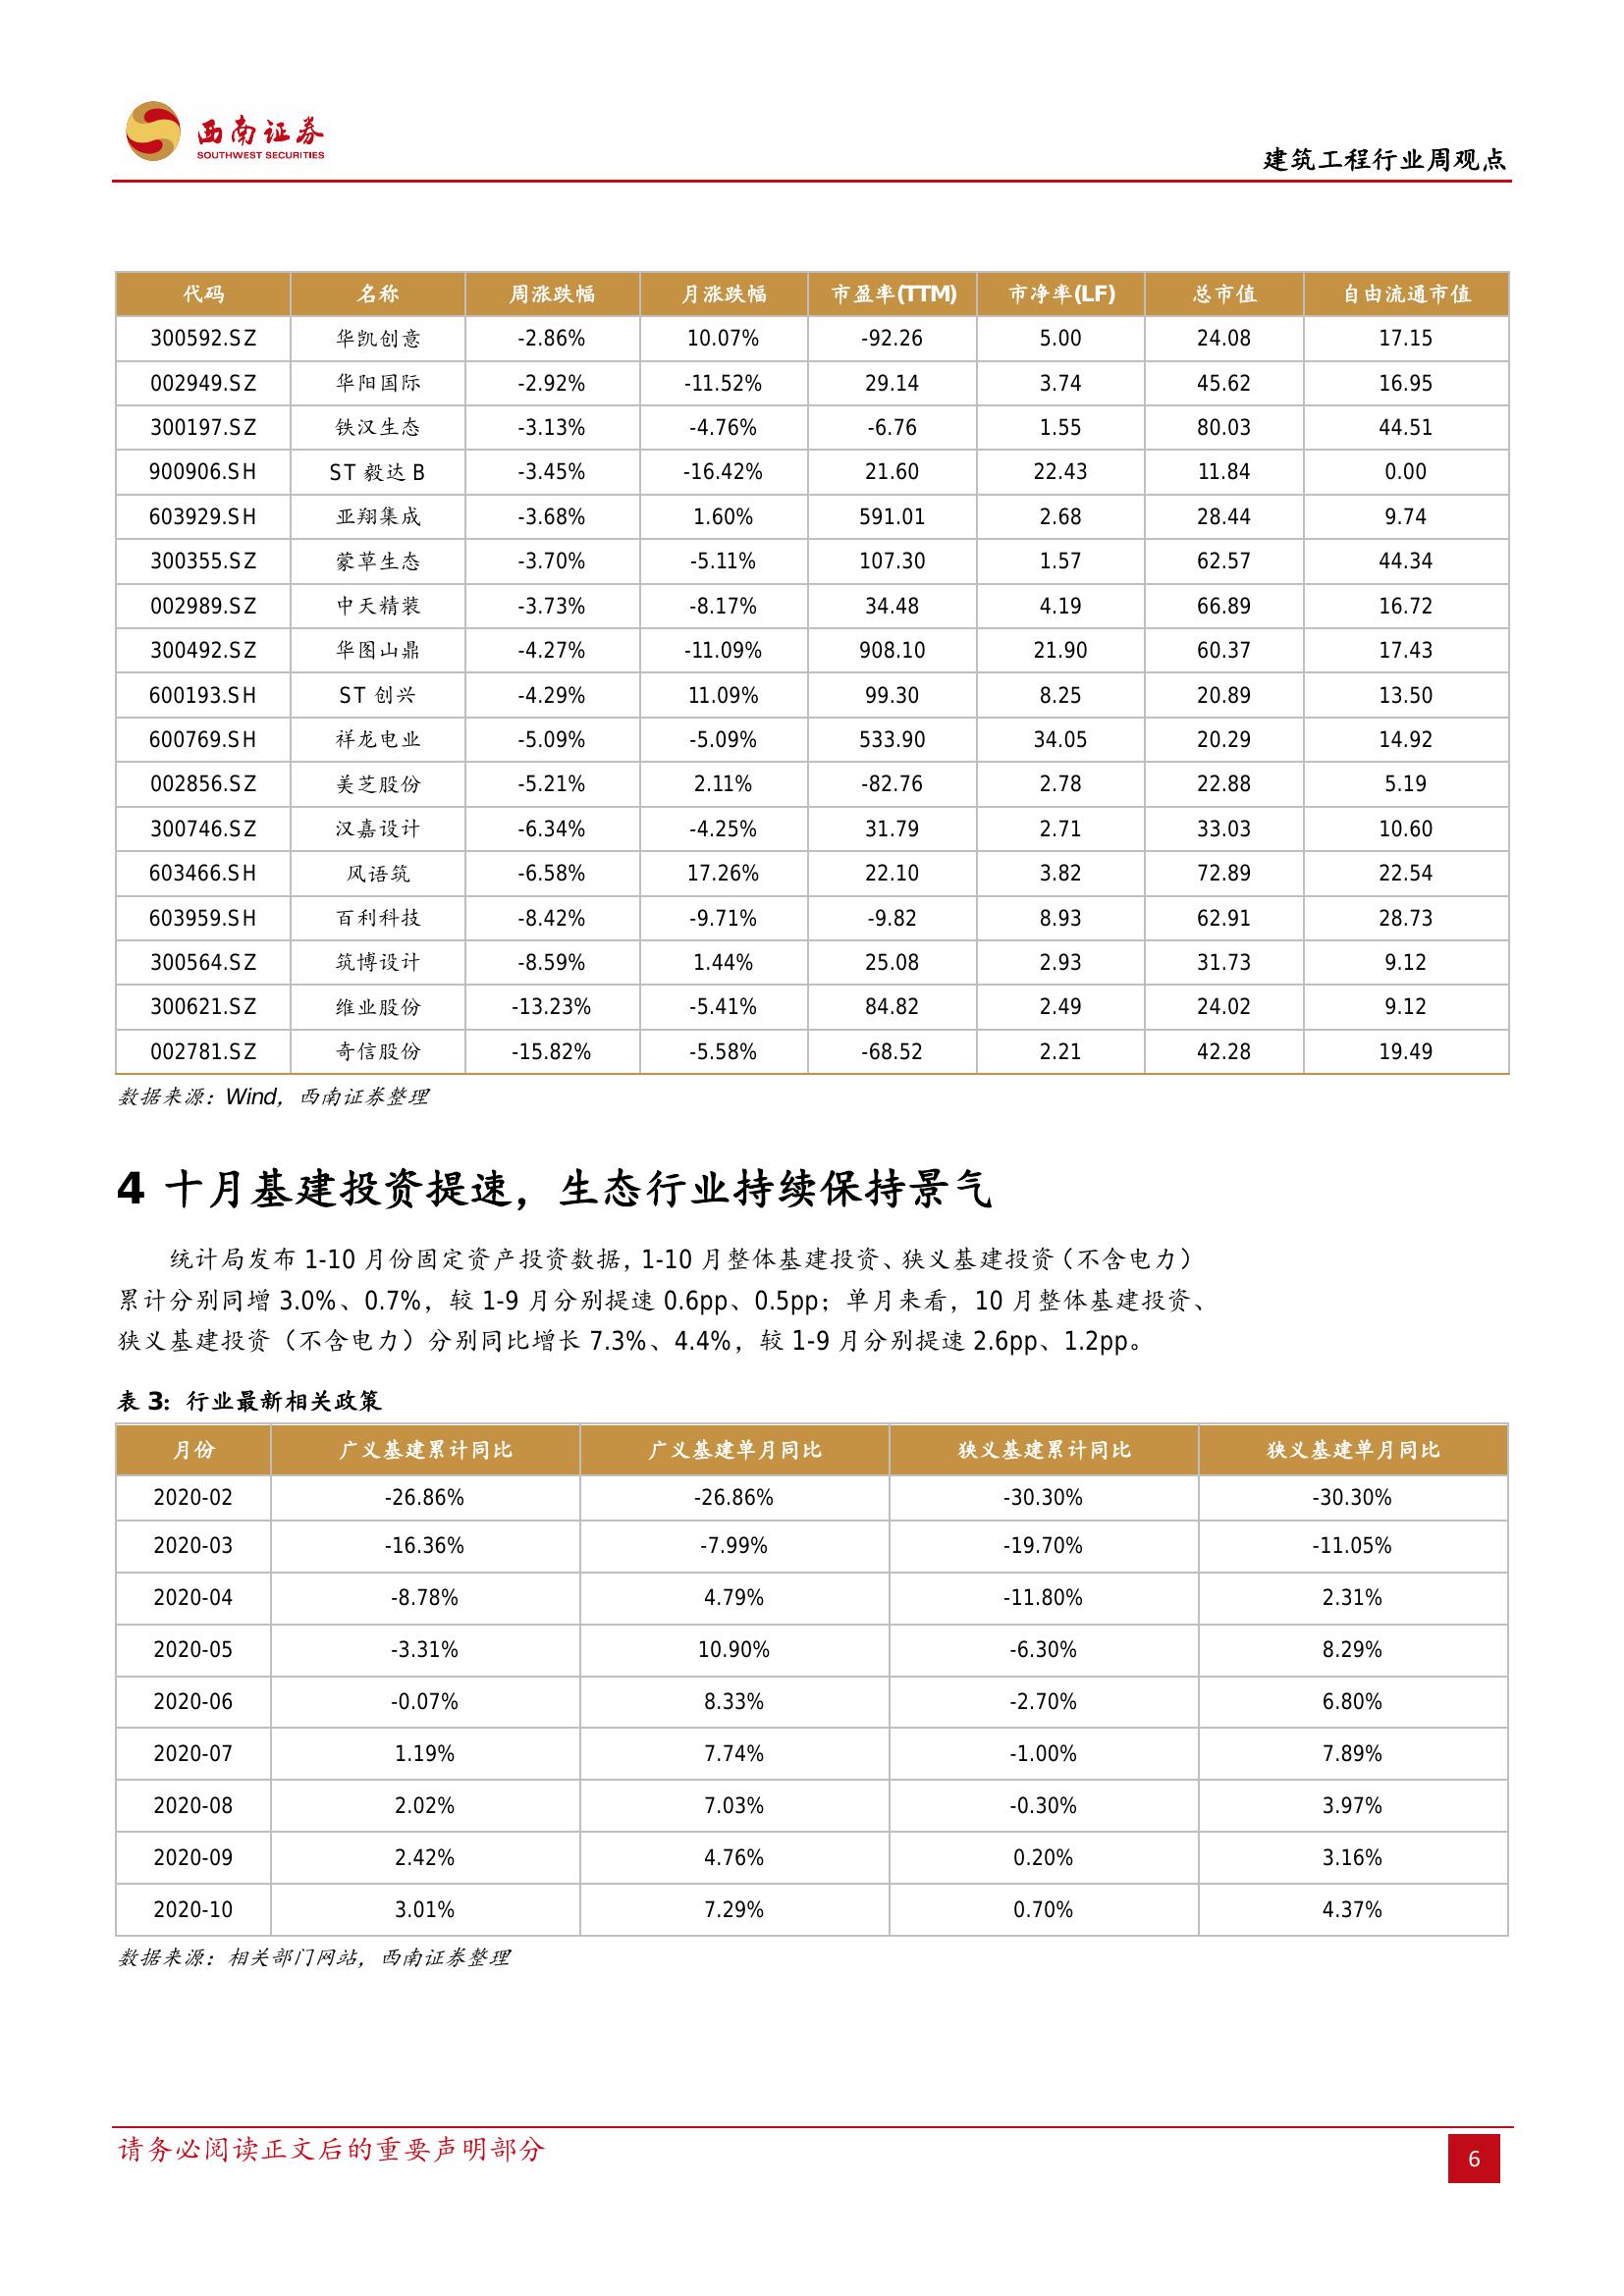 西南证券
SOUTHWEST SECURITIES
建筑工程行业周观点
代码 名称 周涨跌幅 月涨跌幅 市盈率(TTM) 市净率(LF) 总市值 自由流通市值
300592.SZ 华凯创意 -2.86% 10.07% -92.26 5.00 24.08 17.15
002949.SZ 华阳国际 -2.92% -11.52% 29.14 3.74 45.62 16.95
300197.SZ 铁汉生态 -3.13% -4.76% -6.76 1.55 80.03 44.51
900906.SH ST 毅达 B -3.45% -16.42% 21.60 22.43 11.84 0.00
603929.SH 亚翔集成 -3.68% 1.60% 591.01 2.68 28.44 9.74
300355.SZ 蒙草生态 -3.70% -5.11% 107.30 1.57 62.57 44.34
002989.SZ 中天精装 -3.73% -8.17% 34.48 4.19 66.89 16.72
300492.SZ 华图山鼎 -4.27% -11.09% 908.10 21.90 60.37 17.43
600193.SH ST 创兴 -4.29% 11.09% 99.30 8.25 20.89 13.50
600769.SH 祥龙电业 -5.09% -5.09% 533.90 34.05 20.29 14.92
002856.SZ 美芝股份 -5.21% 2.11% -82.76 2.78 22.88 5.19
300746.SZ 汉嘉设计 -6.34% -4.25% 31.79 2.71 33.03 10.60
603466.SH 风语筑 -6.58% 17.26% 22.10 3.82 72.89 22.54
603959.SH 百利科技 -8.42% -9.71% -9.82 8.93 62.91 28.73
300564.SZ 筑博设计 -8.59% 1.44% 25.08 2.93 31.73 9.12
300621.SZ 维业股份 -13.23% -5.41% 84.82 2.49 24.02 9.12
002781.SZ 奇信股份 -15.82% -5.58% -68.52 2.21 42.28 19.49
数据来源：Wind，西南证券整理
4 十月基建投资提速，生态行业持续保持景气
统计局发布 1-10 月份固定资产投资数据，1-10 月整体基建投资、狭义基建投资（不含电力）
累计分别同增 3.0%、0.7%，较 1-9 月分别提速 0.6pp、0.5pp；单月来看，10 月整体基建投资、
狭义基建投资（不含电力）分别同比增长 7.3%、4.4%，较 1-9 月分别提速 2.6pp、1.2pp。
表 3：行业最新相关政策
月份 广义基建累计同比 广义基建单月同比 狭义基建累计同比 狭义基建单月同比
2020-02 -26.86% -26.86% -30.30% -30.30%
2020-03 -16.36% -7.99% -19.70% -11.05%
2020-04 -8.78% 4.79% -11.80% 2.31%
2020-05 -3.31% 10.90% -6.30% 8.29%
2020-06 -0.07% 8.33% -2.70% 6.80%
2020-07 1.19% 7.74% -1.00% 7.89%
2020-08 2.02% 7.03% -0.30% 3.97%
2020-09 2.42% 4.76% 0.20% 3.16%
2020-10 3.01% 7.29% 0.70% 4.37%
数据来源：相关部门网站，西南证券整理
请务必阅读正文后的重要声明部分
6